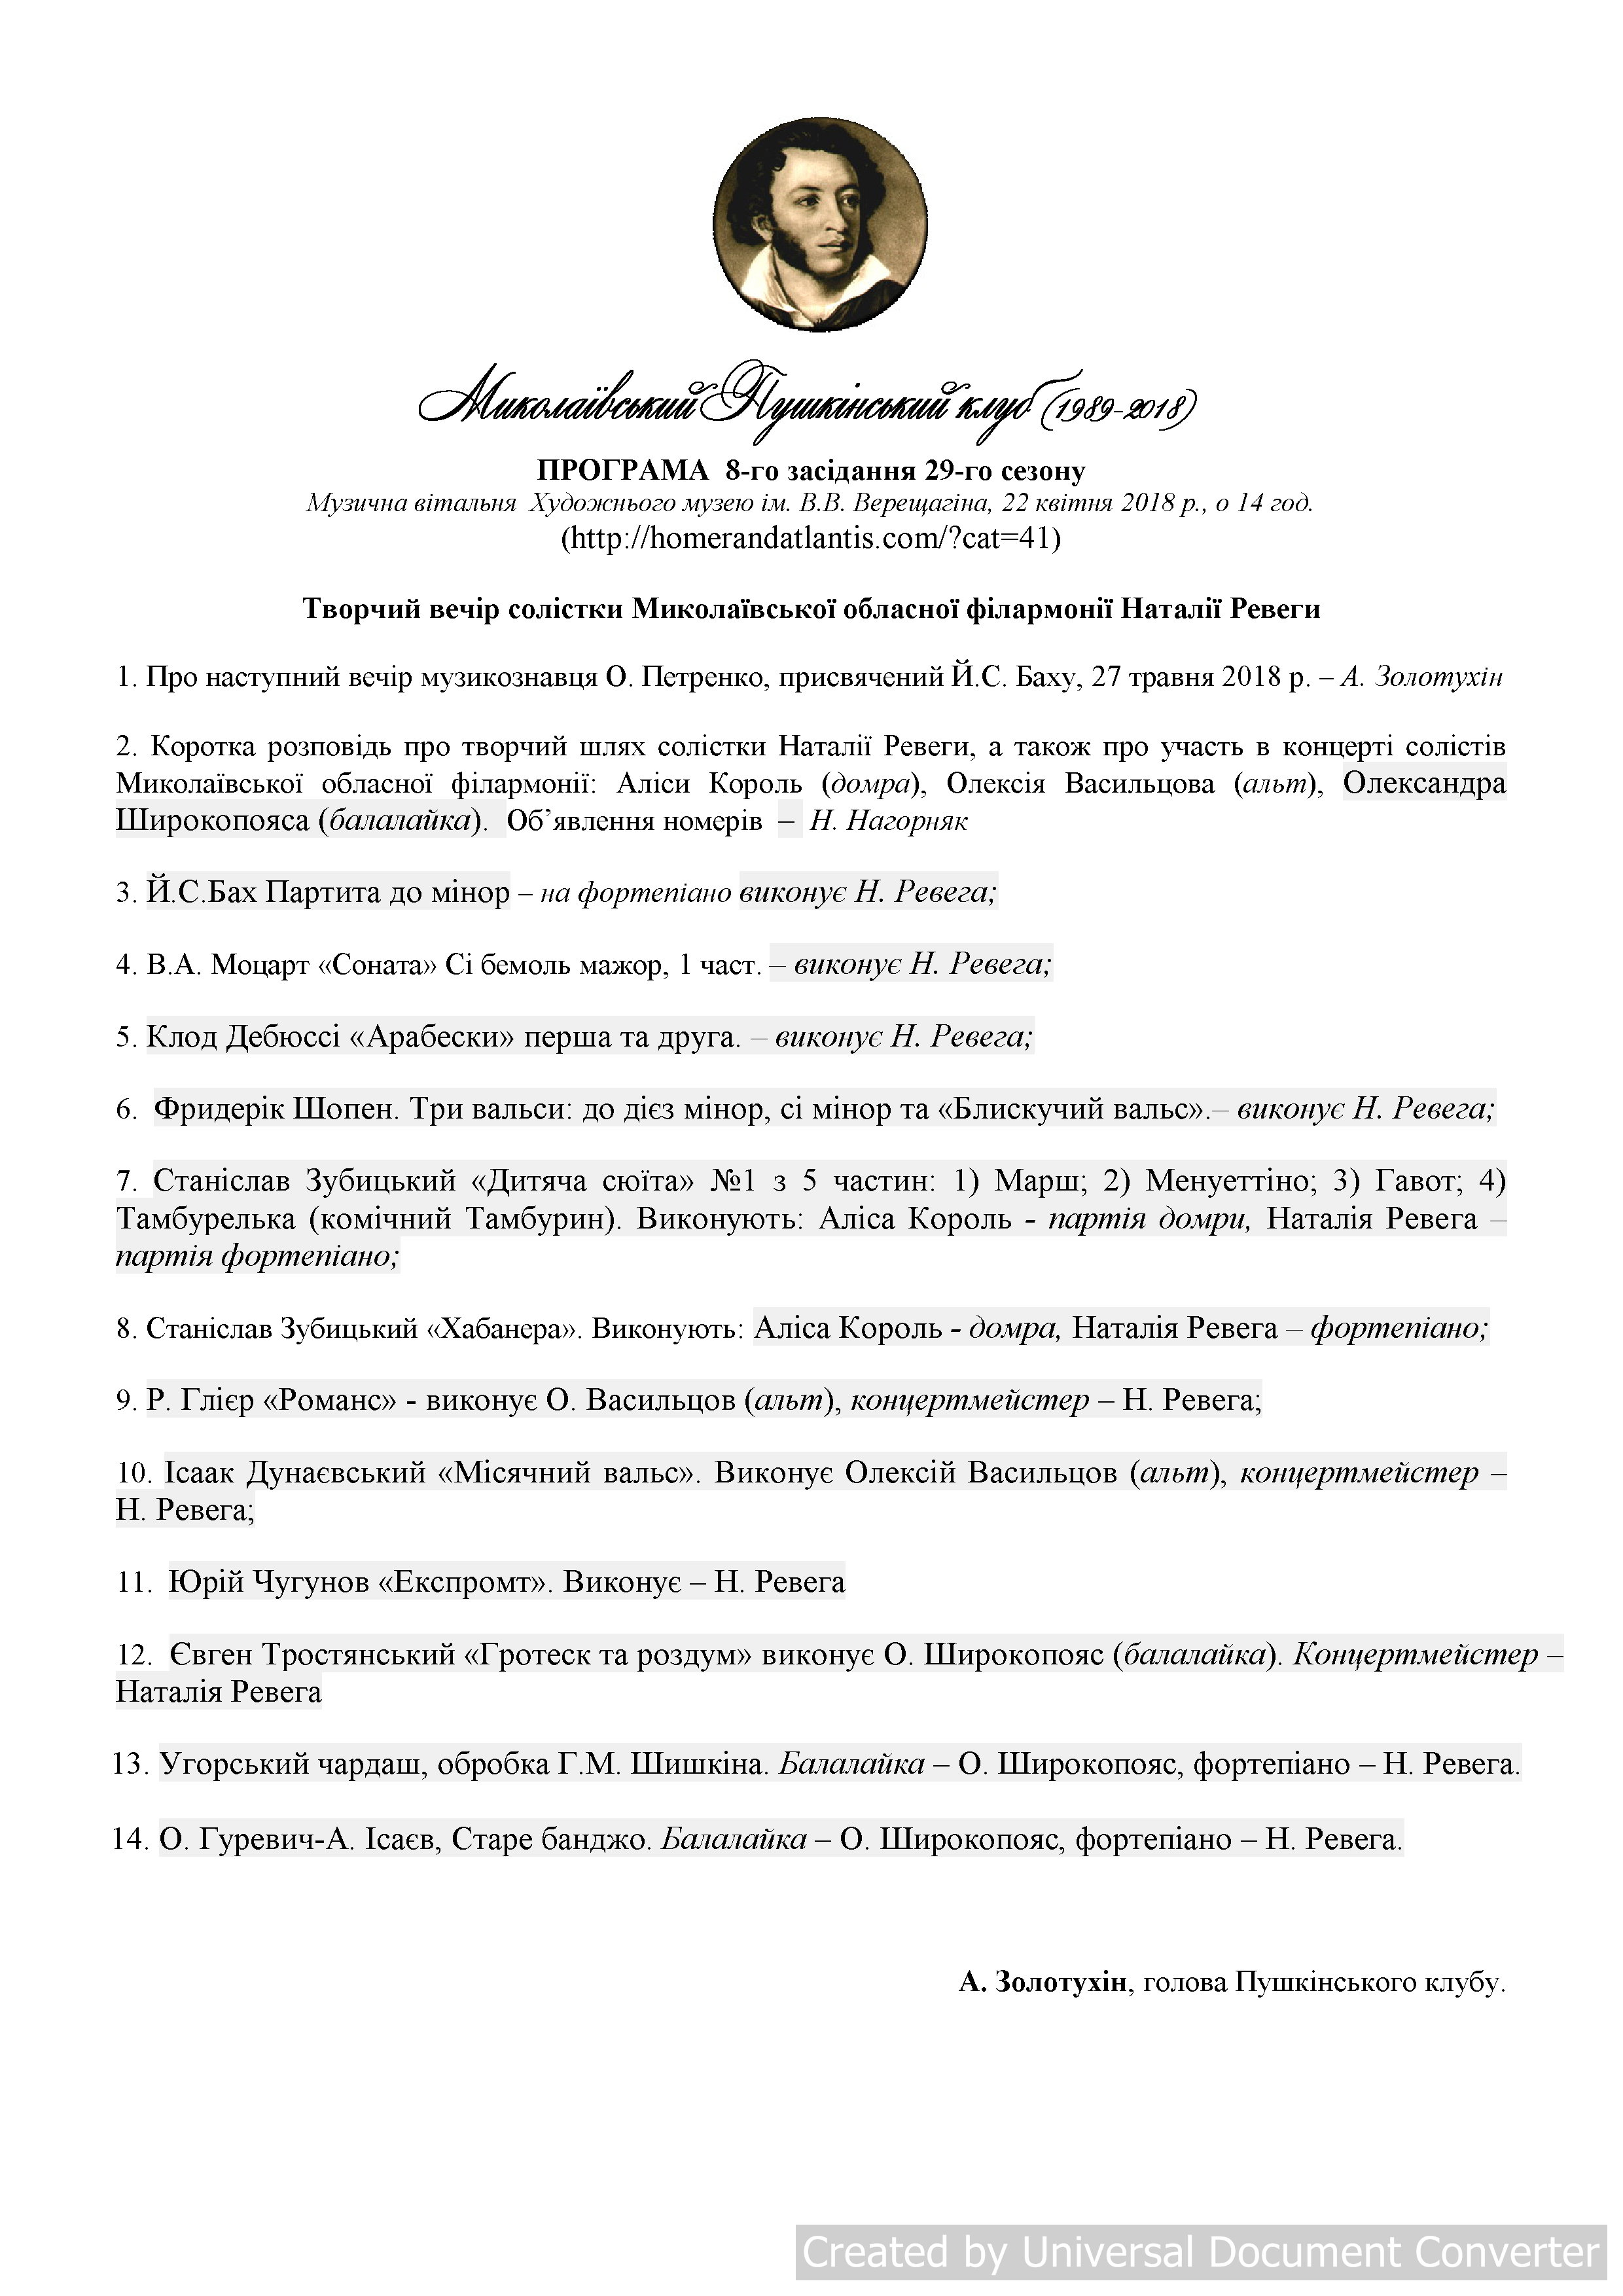 Миколаївський Пушкінський клуб (1989-2018)
ПРОГРАМА 8-го засідання 29-го сезону
Музична вітальня Художнього музею ім. В.В. Верещагіна, 22 квітня 2018 р., о 14 год.
(http://homerandatlantis.com/?cat=41)
Творчий вечір солістки Миколаївської обласної філармонії Наталії Ревеги
1. Про наступний вечір музикознавця О. Петренко, присвячений Й.С. Баху, 27 травня 2018 р. – А. Золотухін
2. Коротка розповідь про творчий шлях солістки Наталії Ревеги, а також про участь в концерті солістів
Миколаївської обласної філармонії: Аліси Король (домра), Олексія Васильцова (альт), Олександра
Широкопояса (балалайка). Об’явлення номерів – Н. Нагорняк
3. Й.С.Бах Партита до мінор – на фортепіано виконує Н. Ревега;
4. В.А. Моцарт «Соната» Сі бемоль мажор, 1 част. – виконує Н. Ревега;
5. Клод Дебюссі «Арабески» перша та друга. – виконує Н. Ревега;
6. Фридерік Шопен. Три вальси: до дієз мінор, сі мінор та «Блискучий вальс».– виконує Н. Ревега;
7. Станіслав Зубицький «Дитяча сюїта» №1 з 5 частин: 1) Марш; 2) Менуеттіно; 3) Гавот; 4)
Тамбурелька (комічний Тамбурин). Виконують: Аліса Король - партія домри, Наталія Ревега –
партія фортепіано;
8. Станіслав Зубицький «Хабанера». Виконують: Аліса Король - домра, Наталія Ревега – фортепіано;
9. Р. Глієр «Романс» - виконує О. Васильцов (альт), концертмейстер – Н. Ревега;
10. Ісаак Дунаєвський «Місячний вальс». Виконує Олексій Васильцов (альт), концертмейстер –
Н. Ревега;
11. Юрій Чугунов «Експромт». Виконує – Н. Ревега
12. Євген Тростянський «Гротеск та роздум» виконує О. Широкопояс (балалайка). Концертмейстер –
Наталія Ревега
13. Угорський чардаш, обробка Г.М. Шишкіна. Балалайка – О. Широкопояс, фортепіано – Н. Ревега.
14. О. Гуревич-А. Ісаєв, Старе банджо. Балалайка – О. Широкопояс, фортепіано – Н. Ревега.
А. Золотухін, голова Пушкінського клубу.
Created by Universal Document Converter